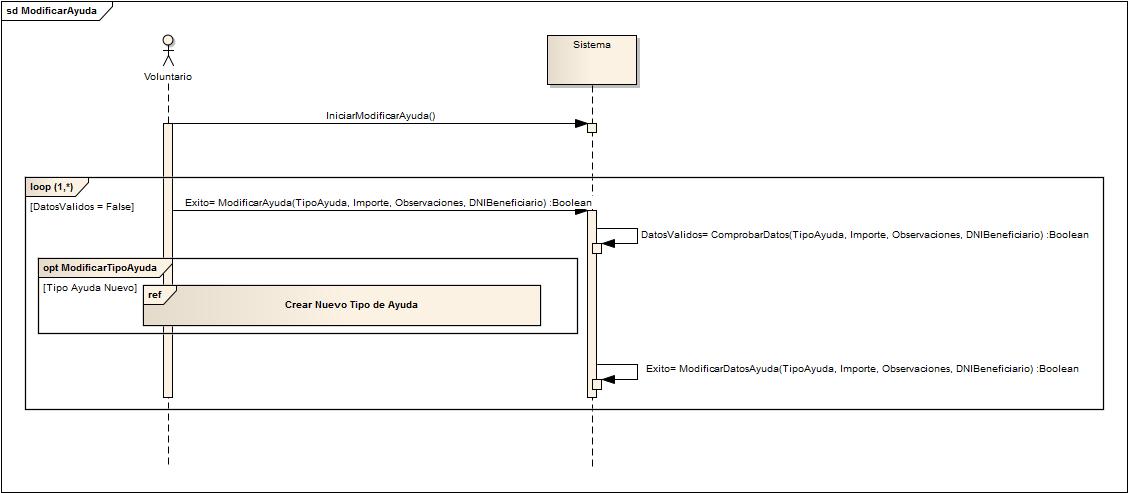 sd ModificarAyuda
Sistema
Voluntario
IniciarModificarAyuda()
loop (1,*)
[DatosValidos = False]
Exito= ModificarAyuda(TipoAyuda, Importe, Observaciones, DNIBeneficiario) :Boolean
DatosValidos= ComprobarDatos(TipoAyuda, Importe, Observaciones, DNIBeneficiario) :Boolean
opt ModificarTipoAyuda
[Tipo Ayuda Nuevo]
ref
Crear Nuevo Tipo de Ayuda
Exito= ModificarDatosAyuda(TipoAyuda, Importe, Observaciones, DNIBeneficiario) :Boolean